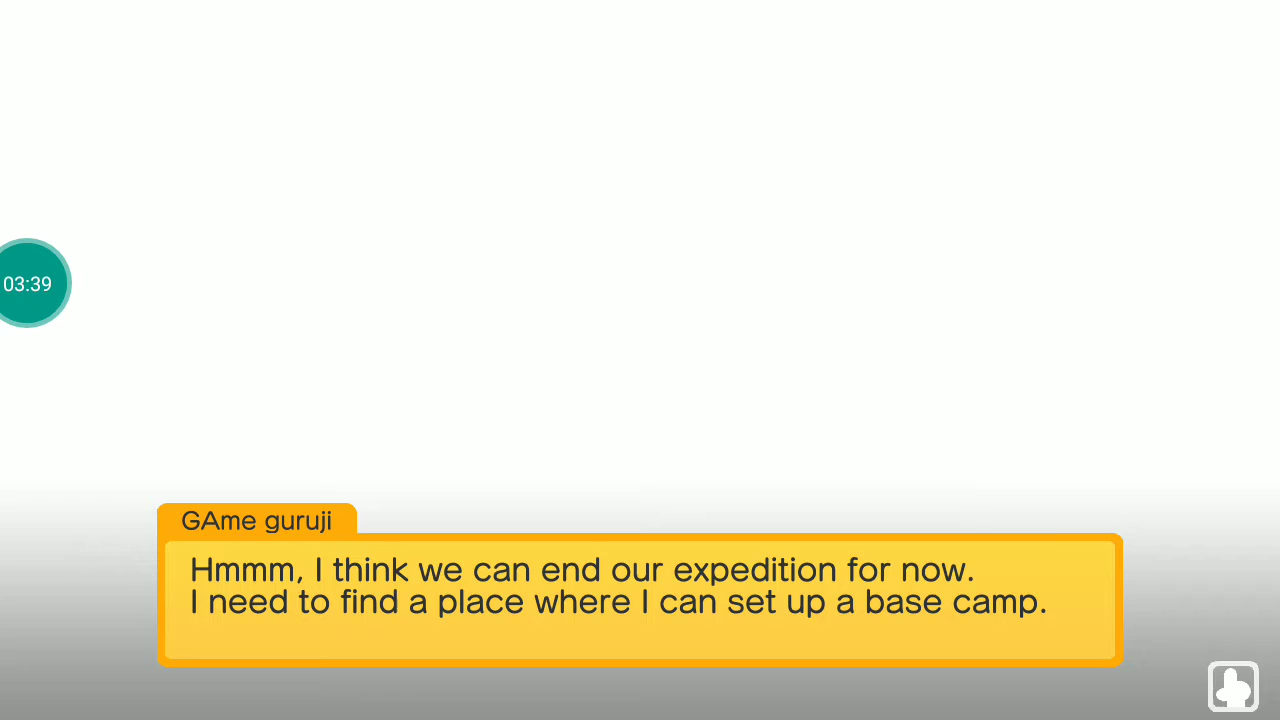 03:39
GAme guruji
Hmmm, I think we can end our expedition for now.
I need to find a place where I can set up a base camp.